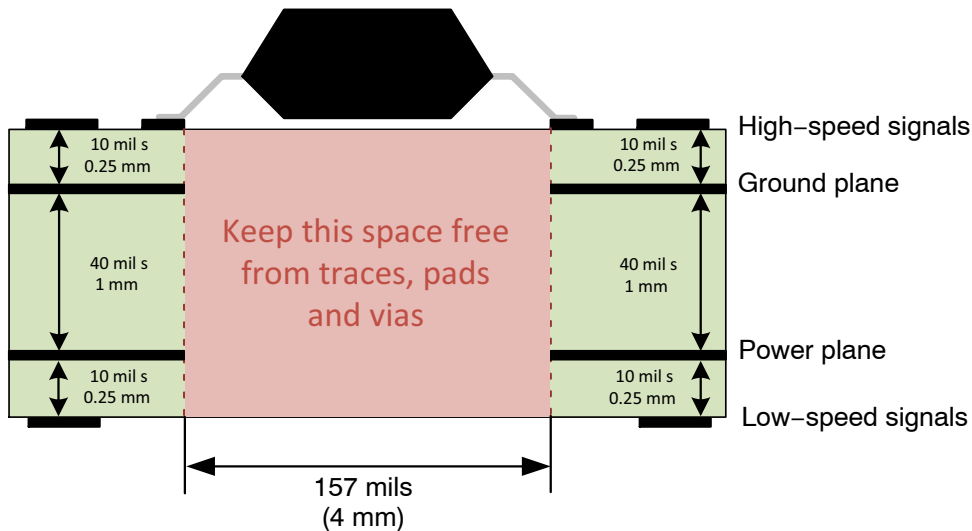 10 mil s
0.25 mm
10 mil s
0.25 mm
High−speed signals
Ground plane
Keep this space free
from traces, pads
and vias
40 mil s
1 mm
40 mil s
1 mm
Power plane
10 mil s
0.25 mm
10 mil s
0.25 mm
Low−speed signals
157 mils
(4 mm)